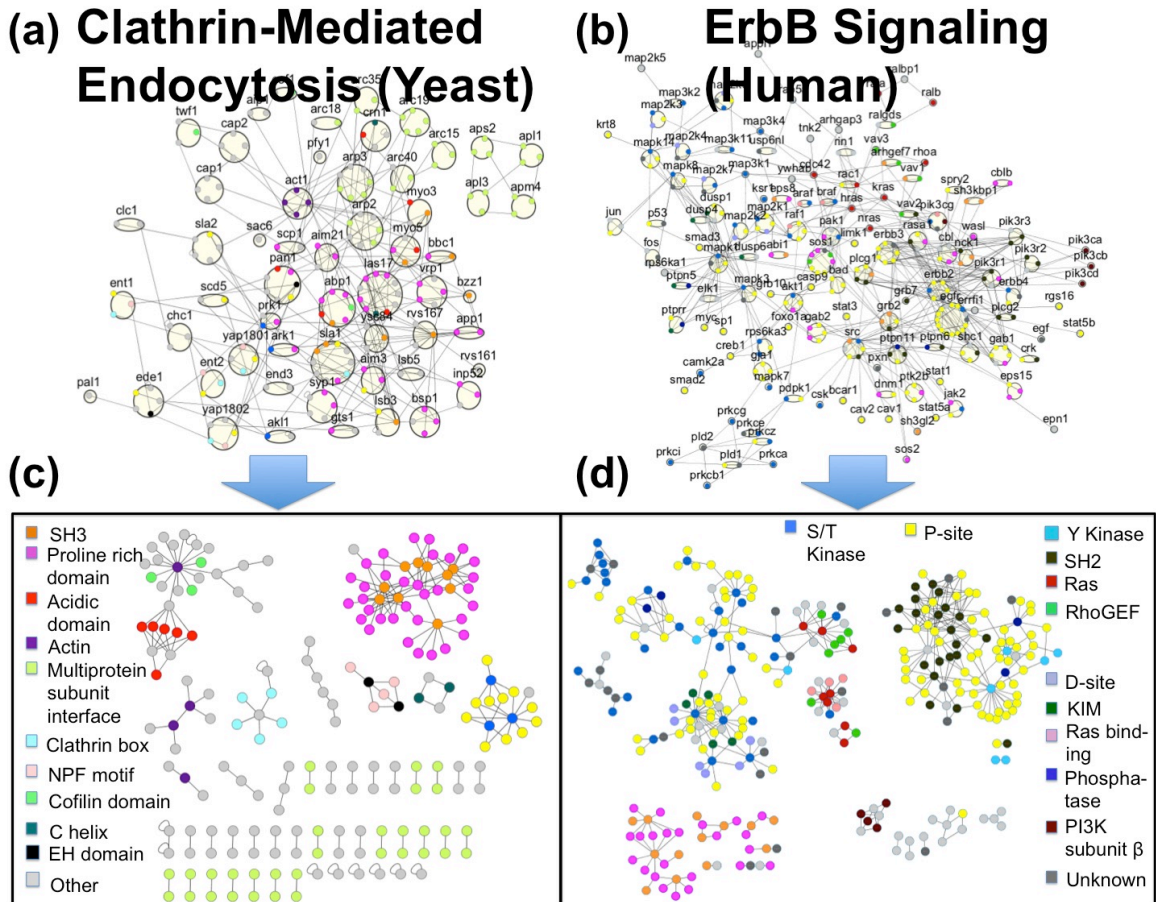 (a) Clathrin-Mediated
Endocytosis (Yeast)
(b) ErbB Signaling
(Human)
twf1
cap2
arc18
crn1
arc35
arc19
pfy1
arc15
aps2
apl1
cap1
act1
arp3
arc40
myo3
apl3
apm4
clc1
sla2
sac6
scp1
aim21
arp2
myo5
bbc1
pan1
las17
vrp1
ent1
scd5
abp1
bzz1
chc1
prk1
rvs167
yap1801
ark1
sla1
app1
ent2
aim3
lsb5
rvs161
pal1
ede1
end3
syp1
inp52
yap1802
akl1
gts1
lsb3
bsp1
map2k5
appl1
ralbp1
map3k2
ralb
map2k3
map3k4
ralgds
krt8
map2k4
map3k11
usp6nl
tnk2
arhgap3
rin1
vav3
mapk14
arhgef7
rhoa
mapk8
map2k7
map3k1
ywhab
cdc42
rac1
vav1
spry2
cblb
dusp1
ksr1
eps8
araf
braf
kras
sh3kbp1
jun
p53
dusp4
map2k1
hras
vav2
pik3cg
map2k2
raf1
pak1
nras
rasa1
wasl
pik3r3
fos
smad3
dusp6
abi1
sos1
limk1
erbb3
cbl
nck1
pik3r2
pik3ca
rps6ka1
mapk1
bad
plcg1
pik3r1
pik3cb
ptpn5
mapk3
casp9
erbb2
erbb4
pik3cd
elk1
grb10
akt1
grb7
egfr
errfi1
plcg2
rgs16
ptprr
myc
sp1
foxo1a
stat3
grb2
egf
stat5b
creb1
rps6ka3
gab2
src
ptpn11
ptpn6
shc1
gab1
crk
camk2a
gja1
pxn
smad2
mapk7
pdpk1
csk
bcar1
dnm1
ptk2b
stat1
jak2
eps15
cav2
cav1
stat5a
sh3gl2
epn1
prkcg
prkce
pld2
prkcz
sos2
prkci
pld1
prkca
prkcb1
(c)
(d)
SH3
Proline rich
domain
Acidic
domain
Actin
Multiprotein
subunit
interface
Clathrin box
NPF motif
Cofilin domain
C helix
EH domain
Other
S/T
Kinase
P-site
Y Kinase
SH2
Ras
RhoGEF
D-site
KIM
Ras bind-
ing
Phospha-
tase
PI3K
subunit β
Unknown